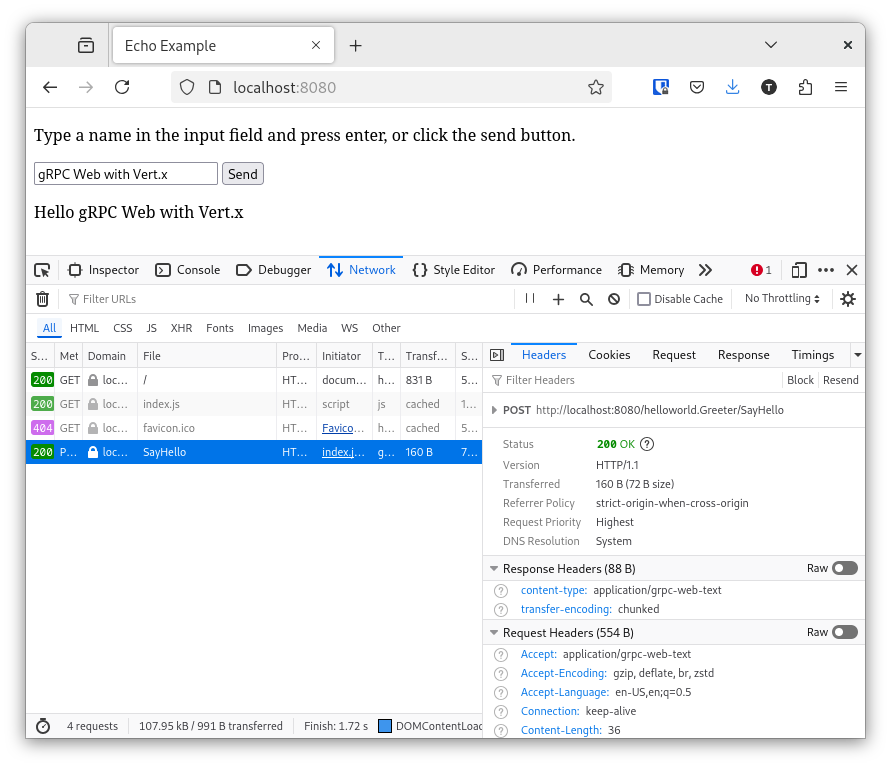 Echo Example
localhost:8080
T
Type a name in the input field and press enter, or click the send button.
gRPC Web with Vert.x Send
Hello gRPC Web with Vert.x
Inspector Console Debugger Network Style Editor Performance Memory 1
Filter URLs Disable Cache No Throttling
All HTML CSS JS XHR Fonts Images Media WS Other
S... Met Domain File Pro... Initiator T... Transf... S...
200 GET loc... / HT... docum... h... 831 B 5...
200 GET loc... index.js HT... script js cached 1...
404 GET loc... favicon.ico HT... Favico... h... cached 5...
200 P... loc... SayHello HT... index.j... g... 160 B 7...
4 requests 107.95 kB / 991 B transferred Finish: 1.72 s DOMContentLoad
Headers Cookies Request Response Timings
Filter Headers Block Resend
POST http://localhost:8080/helloworld.Greeter/SayHello
Status 200 OK ?
Version HTTP/1.1
Transferred 160 B (72 B size)
Referrer Policy strict-origin-when-cross-origin
Request Priority Highest
DNS Resolution System
Response Headers (88 B) Raw
? content-type: application/grpc-web-text
? transfer-encoding: chunked
Request Headers (554 B) Raw
? Accept: application/grpc-web-text
? Accept-Encoding: gzip, deflate, br, zstd
? Accept-Language: en-US,en;q=0.5
? Connection: keep-alive
? Content-Length: 36